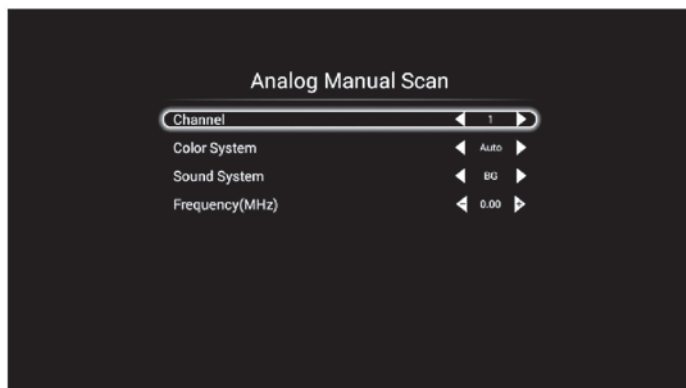 Analog Manual Scan
Channel 1
Color System Auto
Sound System BG
Frequency(MHz) - 0.00 +